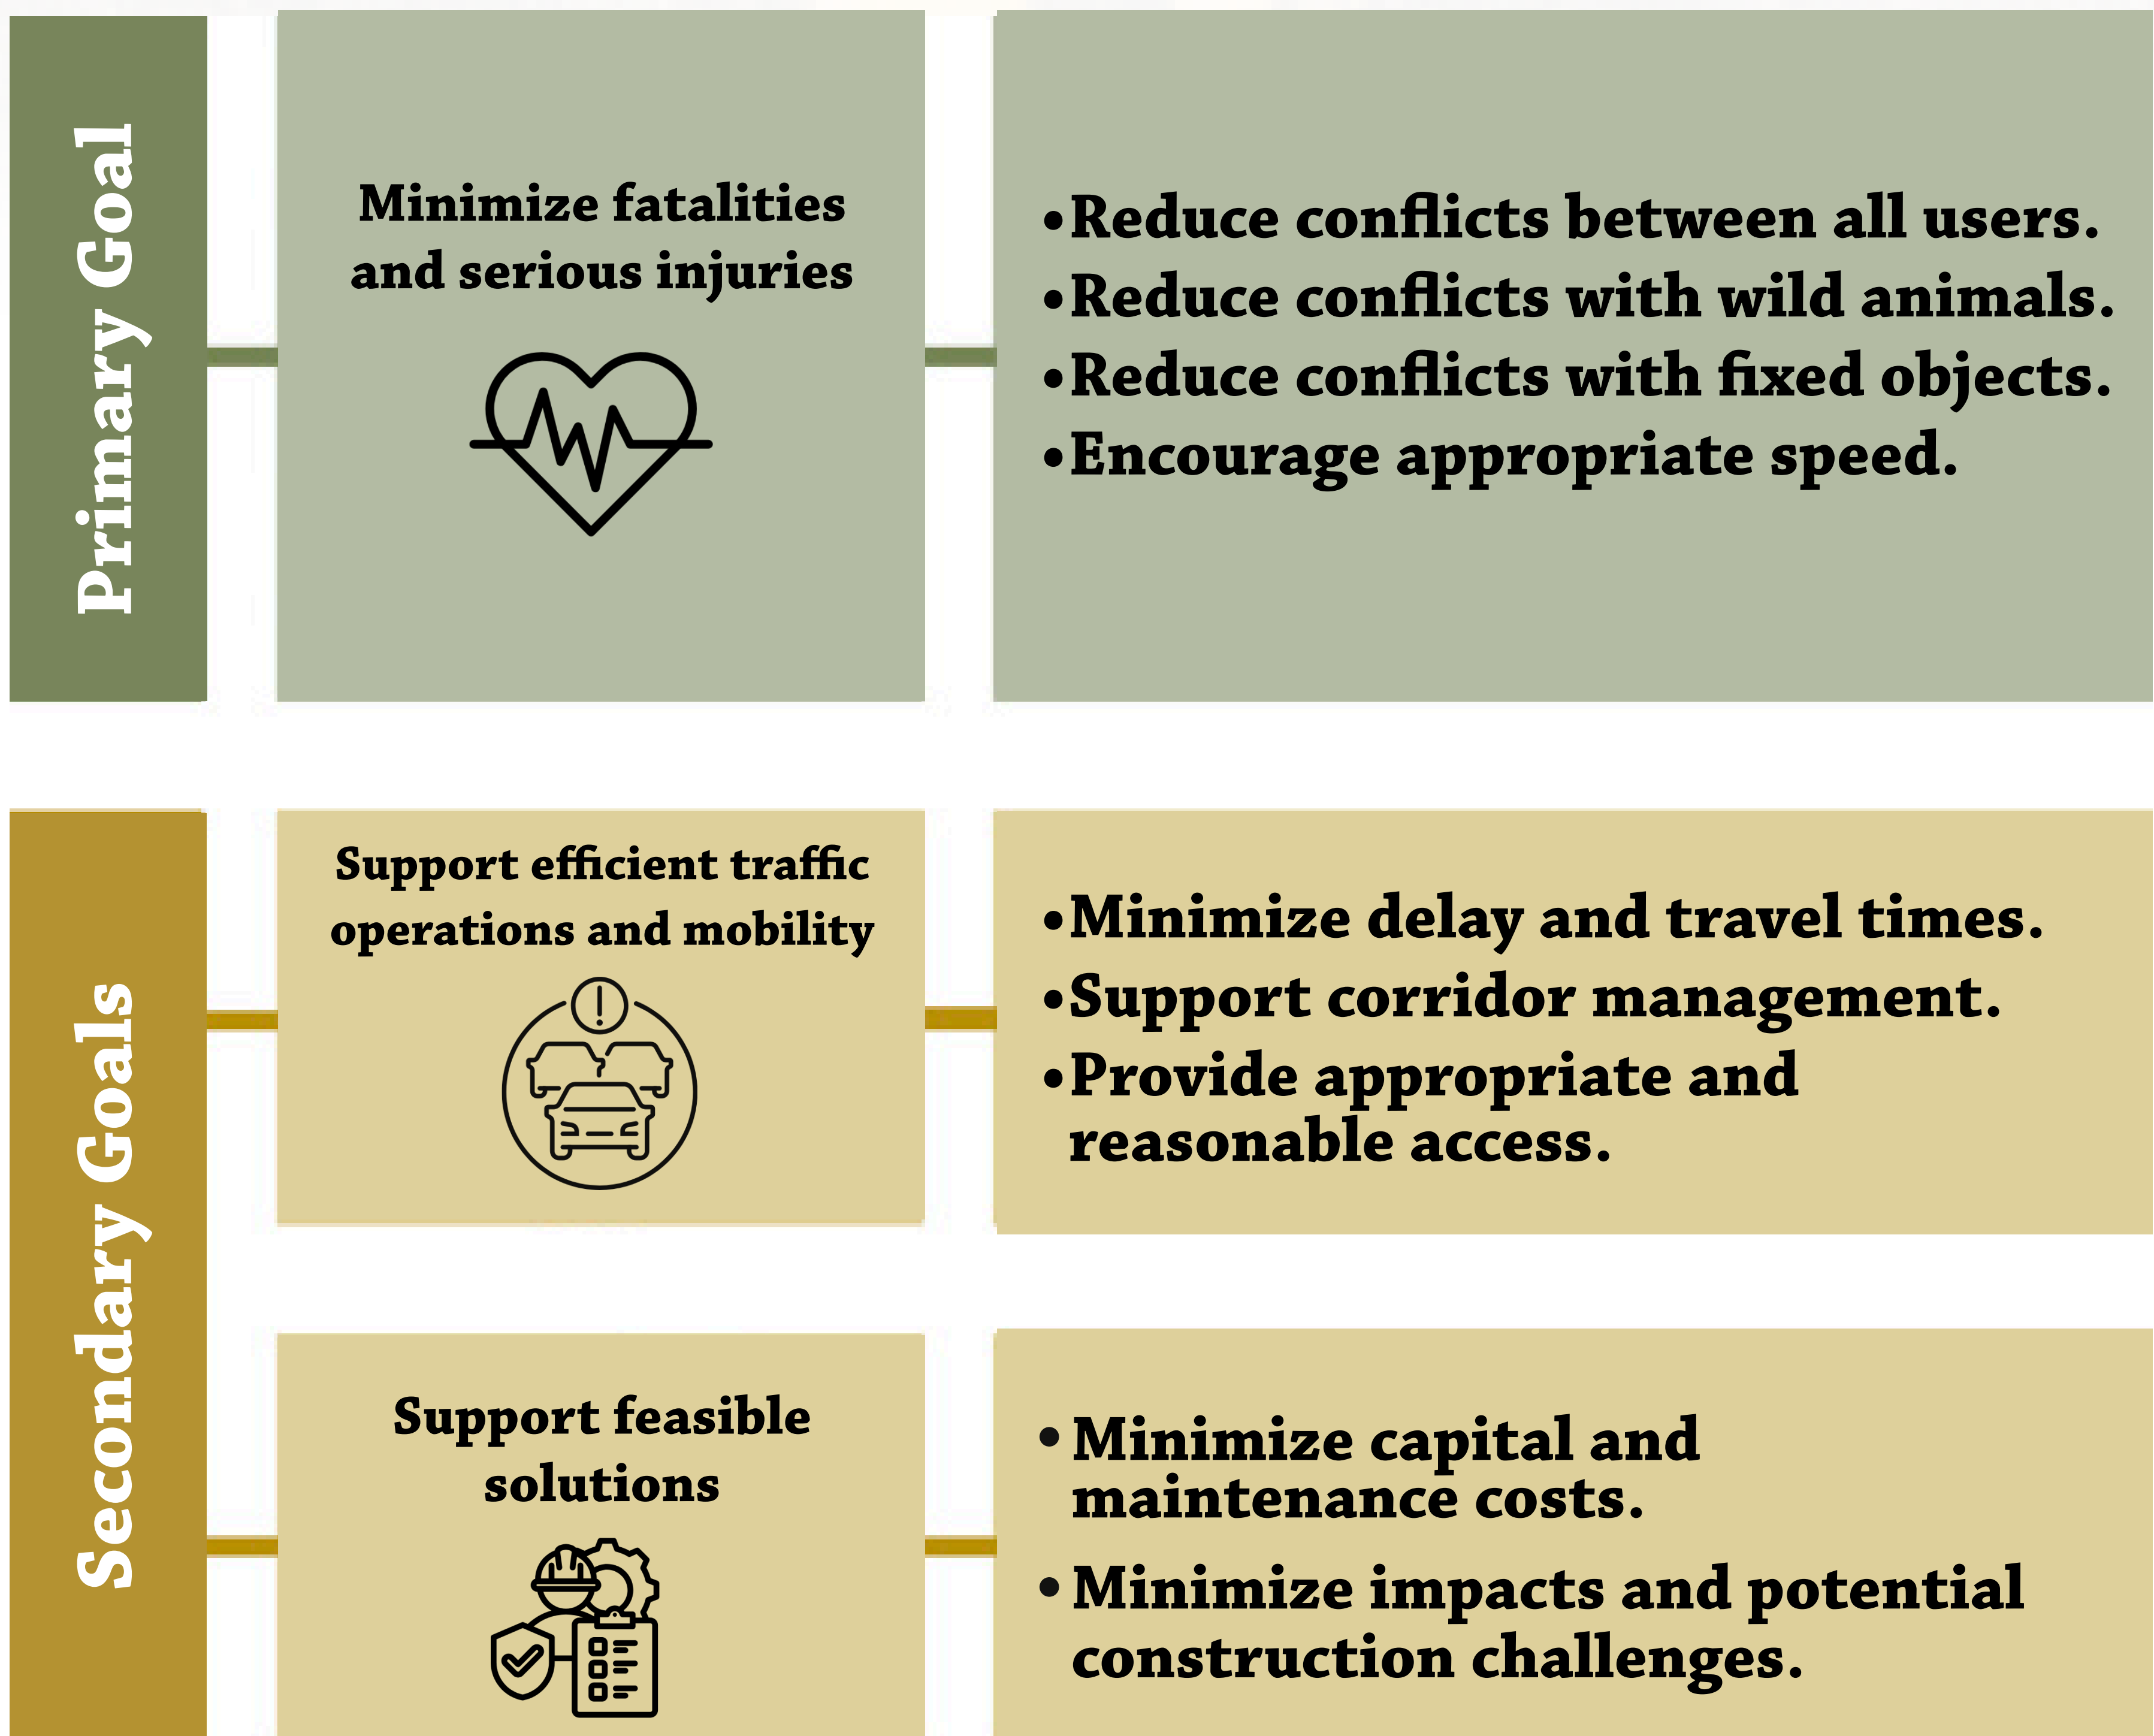 Primary Goal
Minimize fatalities
and serious injuries
•Reduce conflicts between all users.
•Reduce conflicts with wild animals.
•Reduce conflicts with fixed objects.
•Encourage appropriate speed.
Secondary Goals
Support efficient traffic
operations and mobility
•Minimize delay and travel times.
•Support corridor management.
•Provide appropriate and
reasonable access.
Support feasible
solutions
• Minimize capital and
maintenance costs.
• Minimize impacts and potential
construction challenges.